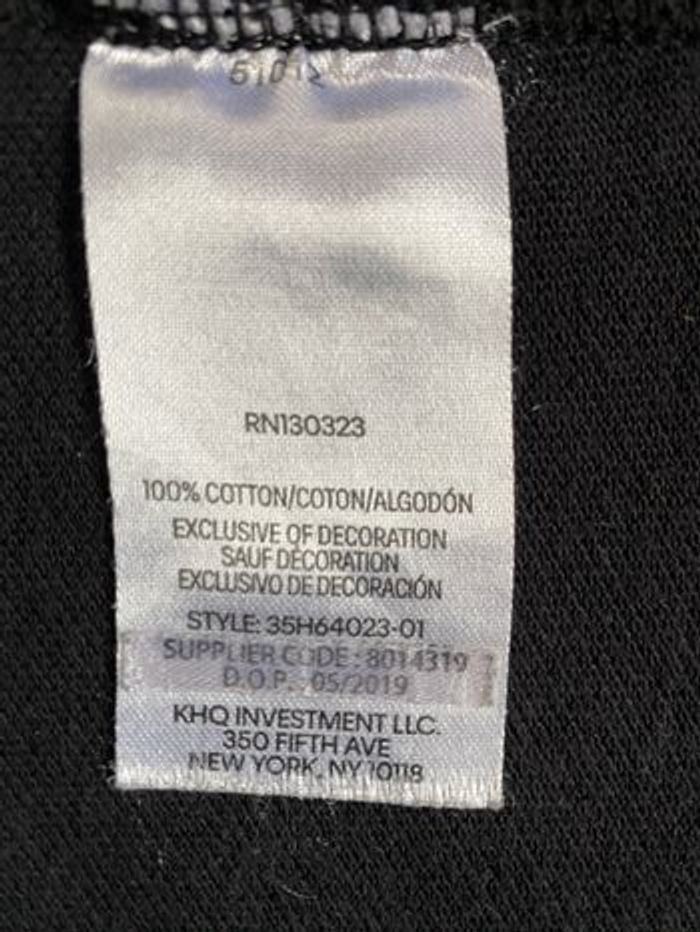 RN130323
100% COTTON/COTON/ALGODÓN
EXCLUSIVE OF DECORATION
SAUF DÉCORATION
EXCLUSIVO DE DECORACIÓN
STYLE: 35H64023-01
SUPPLIER CODE : 8014319
D.O.P. 05/2019
KHQ INVESTMENT LLC.
350 FIFTH AVE
NEW YORK, NY 10118